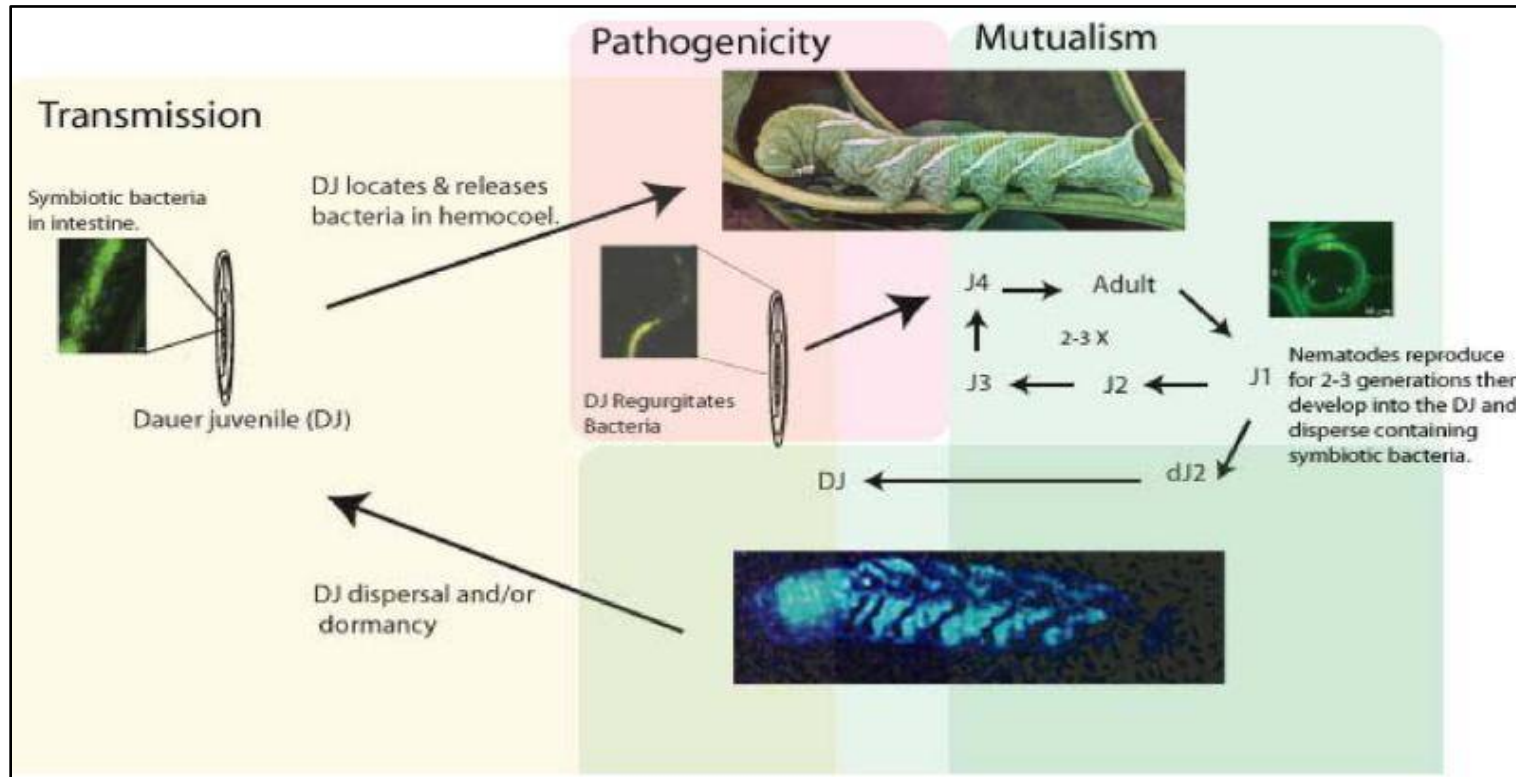 Pathogenicity
Mutualism
Transmission
Symbiotic bacteria
in intestine.
DJ locates & releases
bacteria in hemocoel.
Dauer juvenile (DJ)
DJ Regurgitates
Bacteria
J4
Adult
2-3 X
J3
J2
J1
Nematodes reproduce
for 2-3 generations then
develop into the DJ and
disperse containing
symbiotic bacteria.
DJ
dJ2
DJ dispersal and/or
dormancy